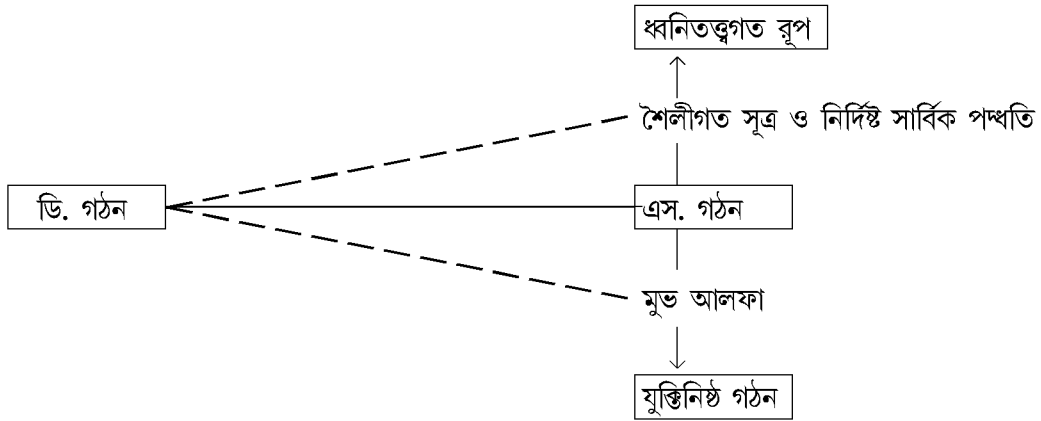 ধ্বনিতত্ত্বগত রূপ
শৈলীগত সূত্র ও নির্দিষ্ট সার্বিক পদ্ধতি
ডি. গঠন
এস. গঠন
মুভ আলফা
যুক্তিনিষ্ঠ গঠন